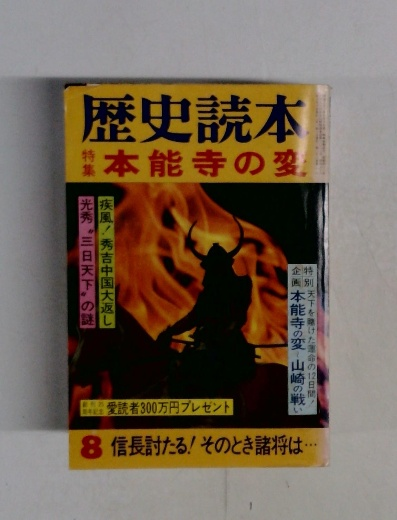 歴史読本
特集 本能寺の変
疾風!秀吉中国大返し
光秀〝三日天下〟の謎
特別企画
天下を賭けた運命の12日間!
本能寺の変〜山崎の戦い
愛読者300万円プレゼント
8 信長討たる!そのとき諸将は…